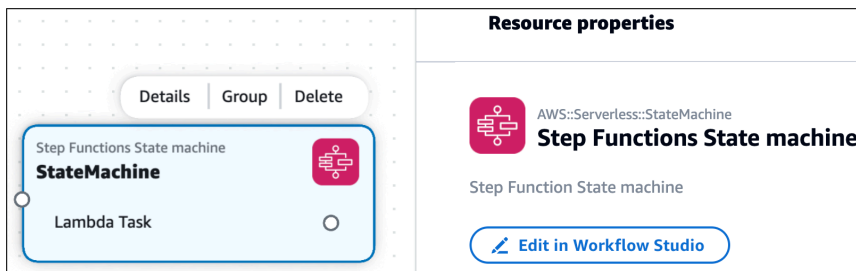 Details Group Delete
Step Functions State machine
StateMachine
Lambda Task
Resource properties
AWS::Serverless::StateMachine
Step Functions State machine
Step Function State machine
Edit in Workflow Studio